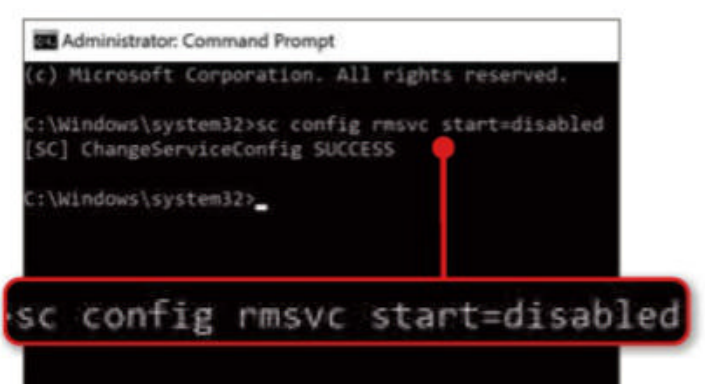 Administrator: Command Prompt
(c) Microsoft Corporation. All rights reserved.
C:\Windows\system32>sc config rmsvc start=disabled
[SC] ChangeServiceConfig SUCCESS
C:\Windows\system32>
sc config rmsvc start=disabled